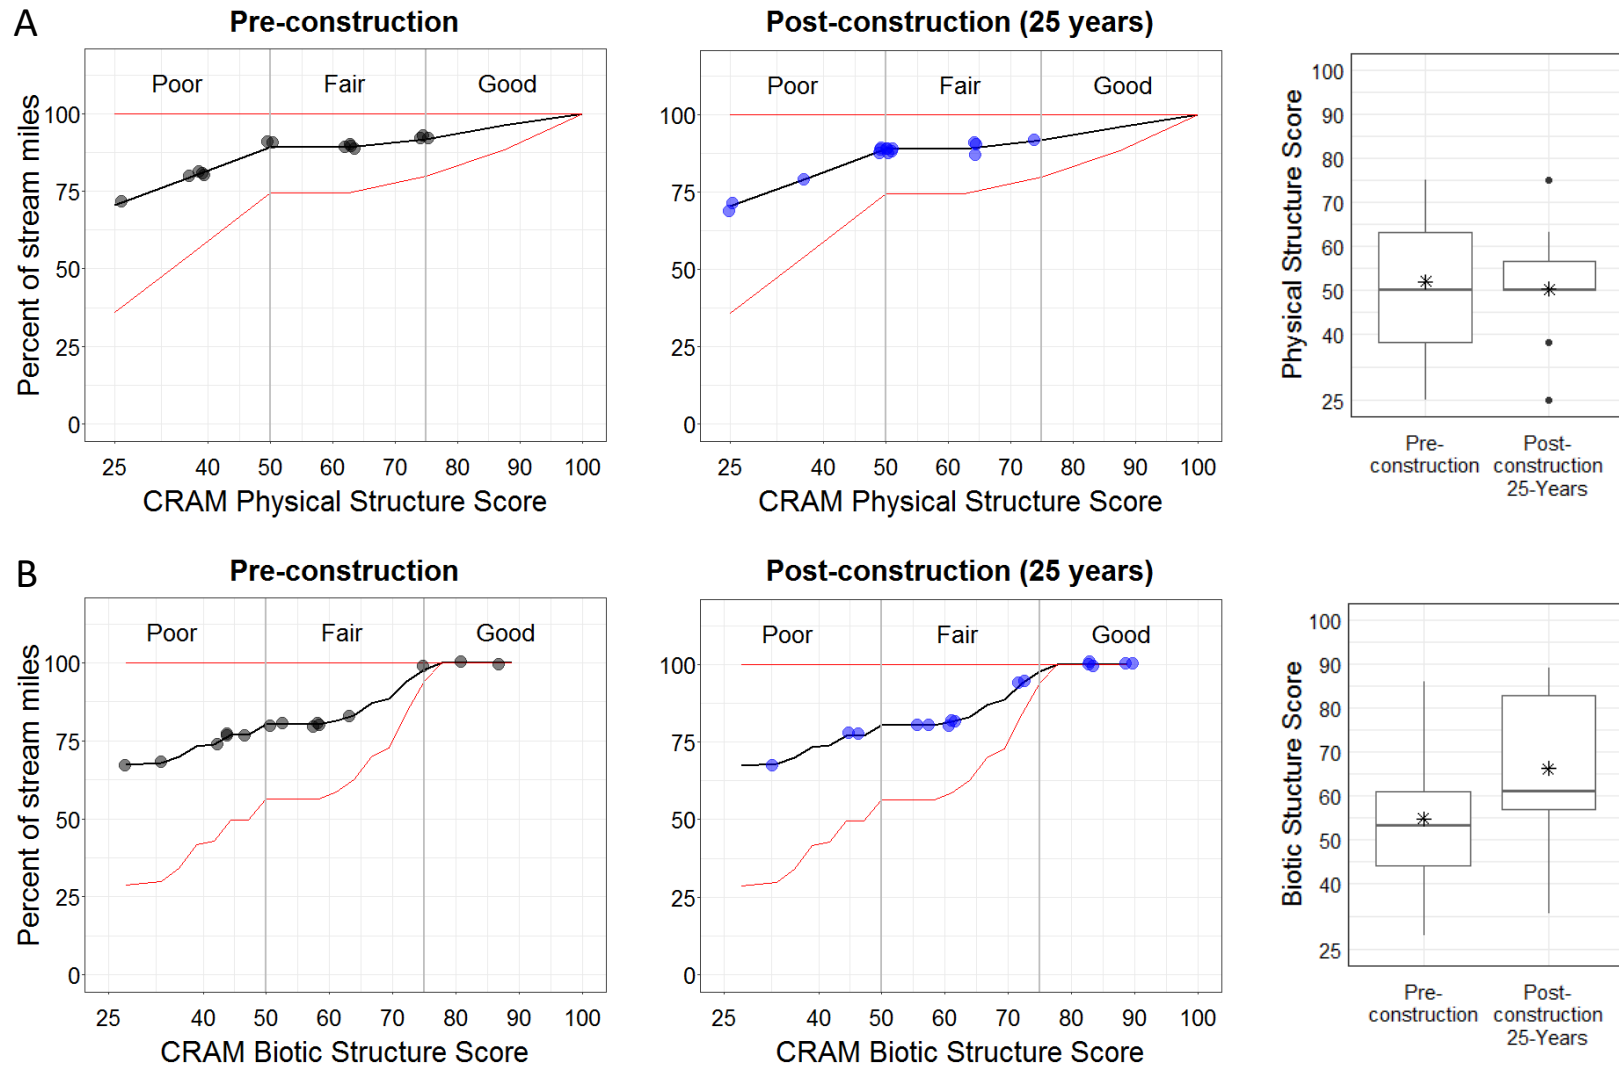 A
Pre-construction
Post-construction (25 years)
Poor
Fair
Good
Percent of stream miles
100
75
50
25
0
25
40
50
60
70
80
90
100
CRAM Physical Structure Score
Poor
Fair
Good
100
75
50
25
0
25
40
50
60
70
80
90
100
CRAM Physical Structure Score
Physical Structure Score
100
90
80
70
60
50
40
25
Pre-
construction
Post-
construction
25-Years
B
Pre-construction
Post-construction (25 years)
Poor
Fair
Good
Percent of stream miles
100
75
50
25
0
25
40
50
60
70
80
90
100
CRAM Biotic Structure Score
Poor
Fair
Good
100
75
50
25
0
25
40
50
60
70
80
90
100
CRAM Biotic Structure Score
Biotic Stucture Score
100
90
80
70
60
50
40
25
Pre-
construction
Post-
construction
25-Years